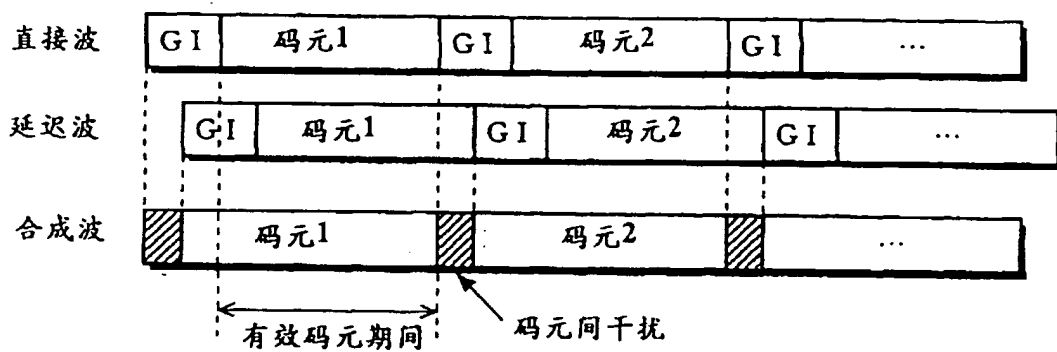 直接波 GI 码元1 GI 码元2 GI ...
延迟波 GI 码元1 GI 码元2 GI ...
合成波 码元1 码元2 ...
有效码元期间 码元间干扰